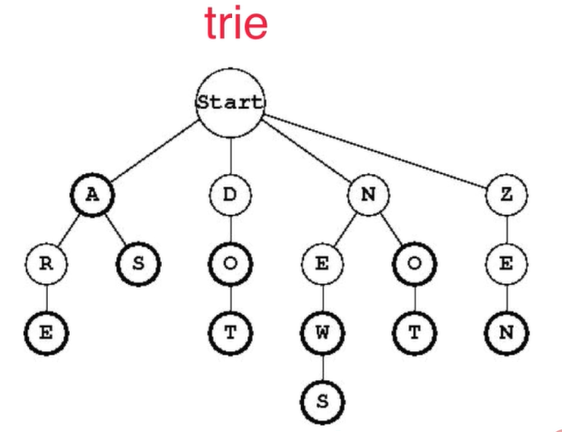 trie
Start
A D N Z
R S O E O E
E T W T N
S